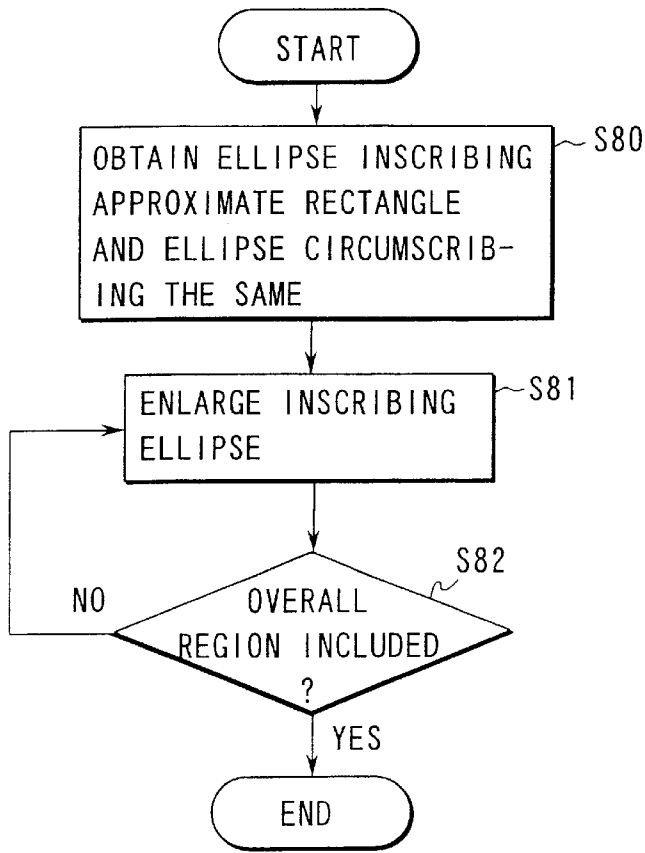 START
S80
OBTAIN ELLIPSE INSCRIBING
APPROXIMATE RECTANGLE
AND ELLIPSE CIRCUMSCRIB-
ING THE SAME
S81
ENLARGE INSCRIBING
ELLIPSE
S82
NO
OVERALL
REGION INCLUDED
?
YES
END